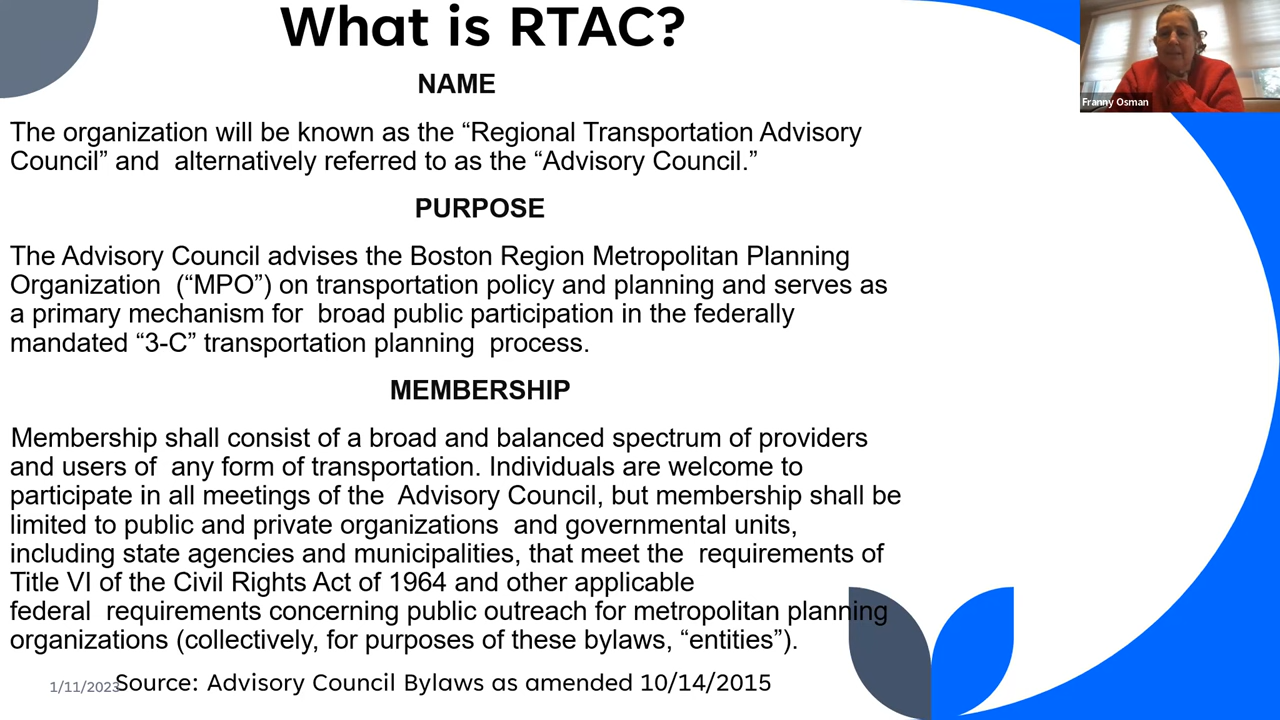 What is RTAC?
Franny Osman
NAME
The organization will be known as the “Regional Transportation Advisory
Council” and  alternatively referred to as the “Advisory Council.”
PURPOSE
The Advisory Council advises the Boston Region Metropolitan Planning
Organization  (“MPO”) on transportation policy and planning and serves as
a primary mechanism for  broad public participation in the federally
mandated “3-C” transportation planning  process.
MEMBERSHIP
Membership shall consist of a broad and balanced spectrum of providers
and users of  any form of transportation. Individuals are welcome to
participate in all meetings of the  Advisory Council, but membership shall be
limited to public and private organizations  and governmental units,
including state agencies and municipalities, that meet the  requirements of
Title VI of the Civil Rights Act of 1964 and other applicable
federal  requirements concerning public outreach for metropolitan planning
organizations (collectively, for purposes of these bylaws, “entities”).
1/11/2023
Source: Advisory Council Bylaws as amended 10/14/2015